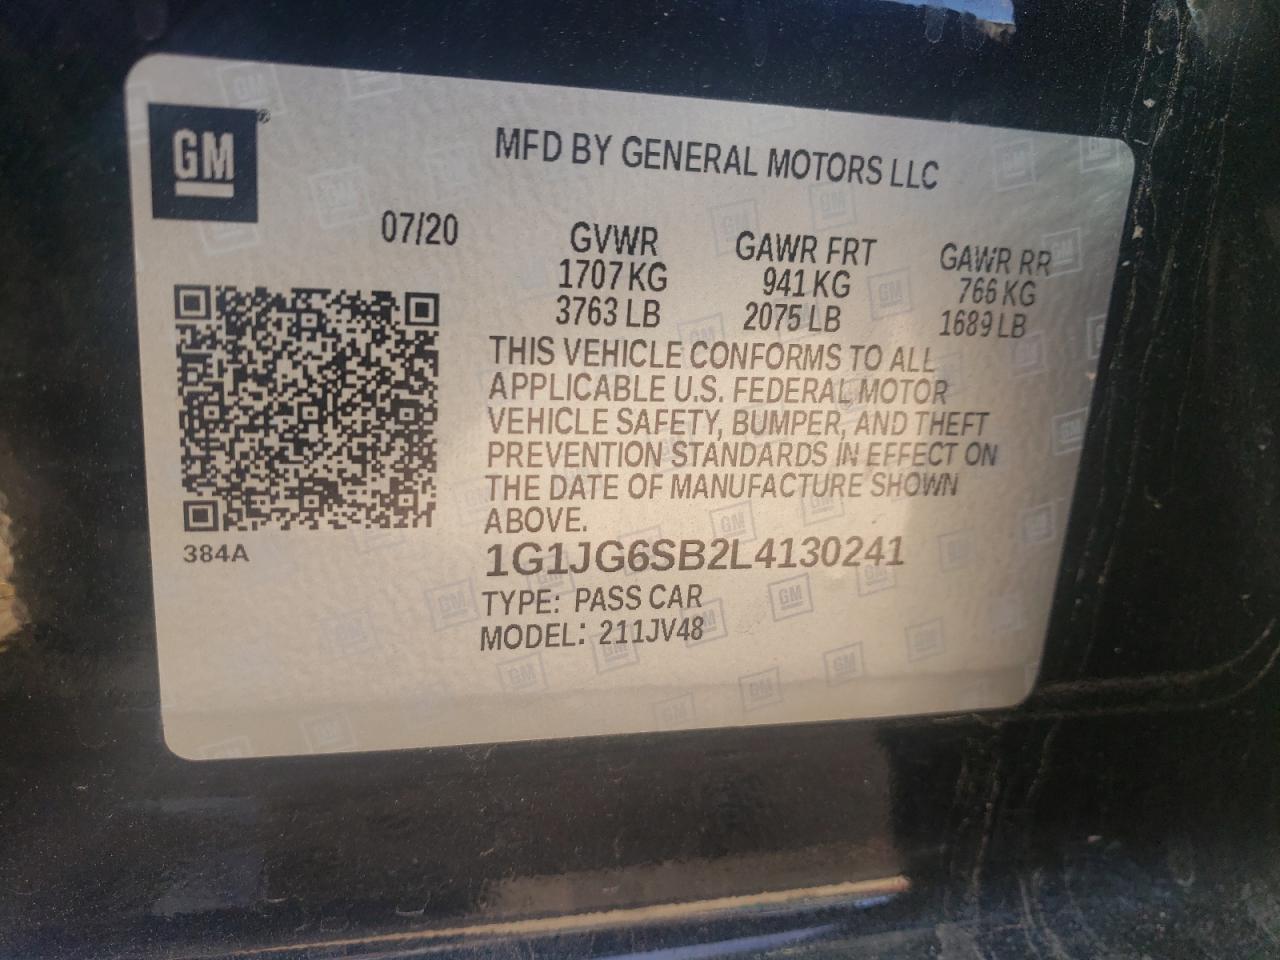 GM®
MFD BY GENERAL MOTORS LLC
07/20
GVWR GAWR FRT GAWR RR
1707 KG 941 KG 766 KG
3763 LB 2075 LB 1689 LB
THIS VEHICLE CONFORMS TO ALL
APPLICABLE U.S. FEDERAL MOTOR
VEHICLE SAFETY, BUMPER, AND THEFT
PREVENTION STANDARDS IN EFFECT ON
THE DATE OF MANUFACTURE SHOWN
ABOVE.
384A
1G1JG6SB2L4130241
TYPE: PASS CAR
MODEL: 211JV48